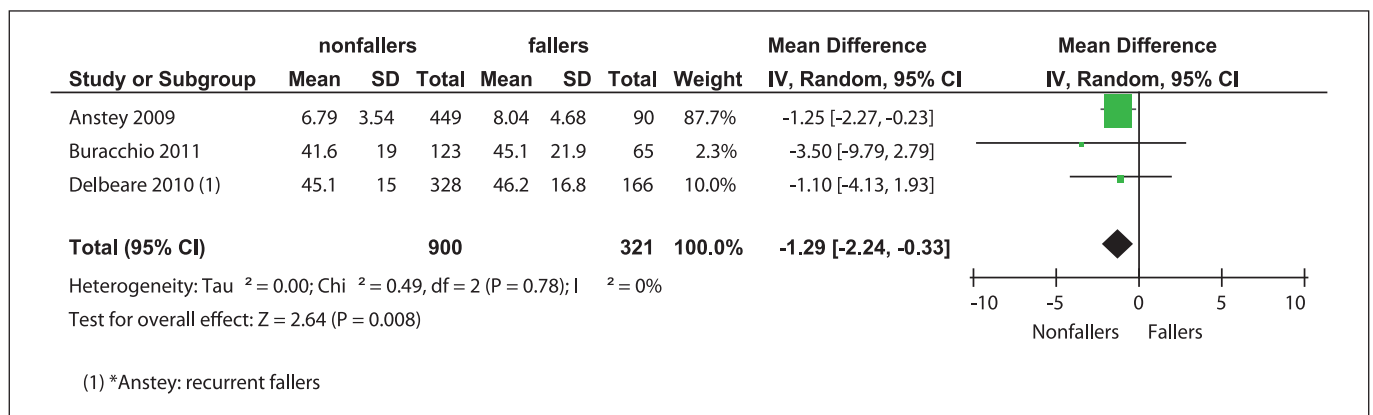 nonfallers fallers Mean Difference Mean Difference
Study or Subgroup Mean SD Total Mean SD Total Weight IV, Random, 95% CI IV, Random, 95% CI
Anstey 2009 6.79 3.54 449 8.04 4.68 90 87.7% -1.25 [-2.27, -0.23]
Buracchio 2011 41.6 19 123 45.1 21.9 65 2.3% -3.50 [-9.79, 2.79]
Delbeare 2010 (1) 45.1 15 328 46.2 16.8 166 10.0% -1.10 [-4.13, 1.93]
Total (95% CI) 900 321 100.0% -1.29 [-2.24, -0.33]
Heterogeneity: Tau ² = 0.00; Chi ² = 0.49, df = 2 (P = 0.78); I ² = 0%
-10 -5 0 5 10
Test for overall effect: Z = 2.64 (P = 0.008)
Nonfallers Fallers
(1) *Anstey: recurrent fallers